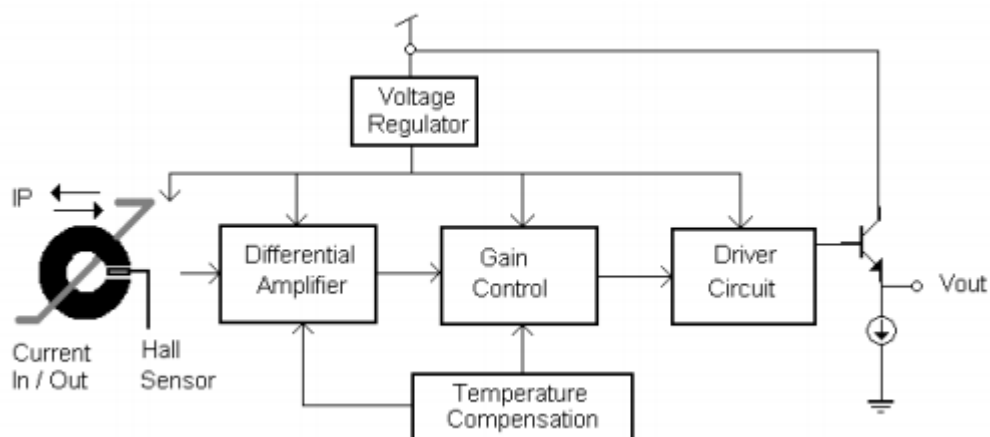 Voltage
Regulator
IP
Differential
Amplifier
Gain
Control
Driver
Circuit
Vout
Current
In / Out
Hall
Sensor
Temperature
Compensation